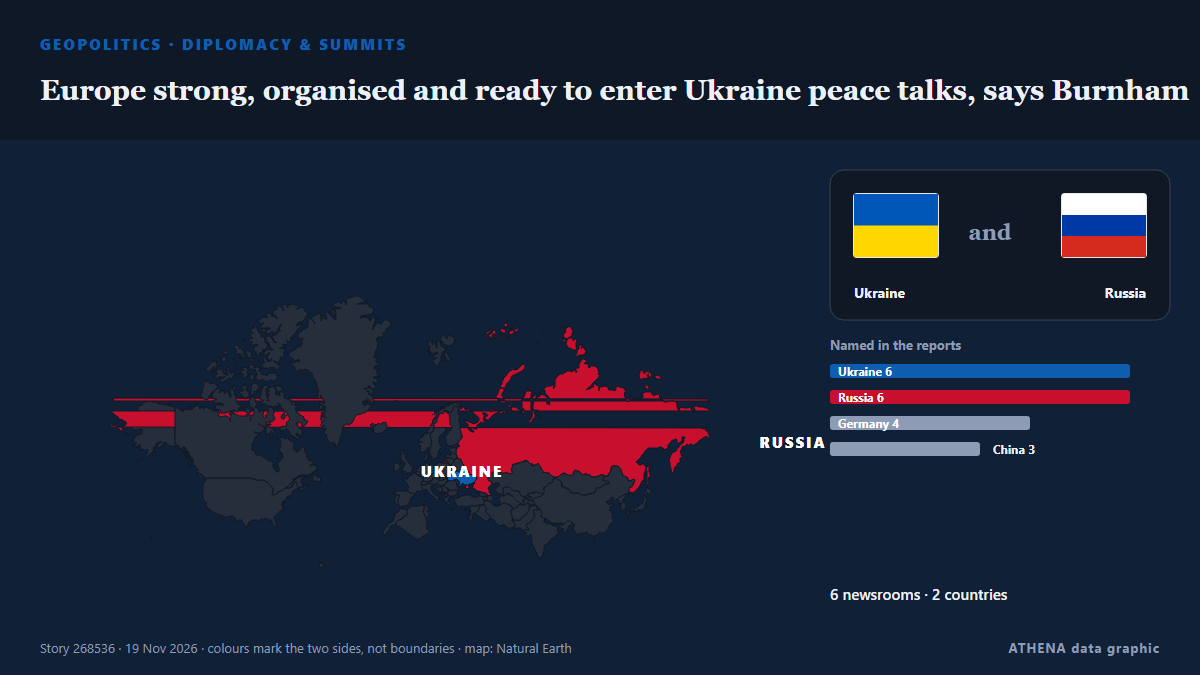 GEOPOLITICS · DIPLOMACY & SUMMITS
Europe strong, organised and ready to enter Ukraine peace talks, says Burnham
and
Ukraine
Russia
Named in the reports
Ukraine 6
Russia 6
Germany 4
China 3
RUSSIA
UKRAINE
6 newsrooms · 2 countries
Story 268536 · 19 Nov 2026 · colours mark the two sides, not boundaries · map: Natural Earth
ATHENA data graphic